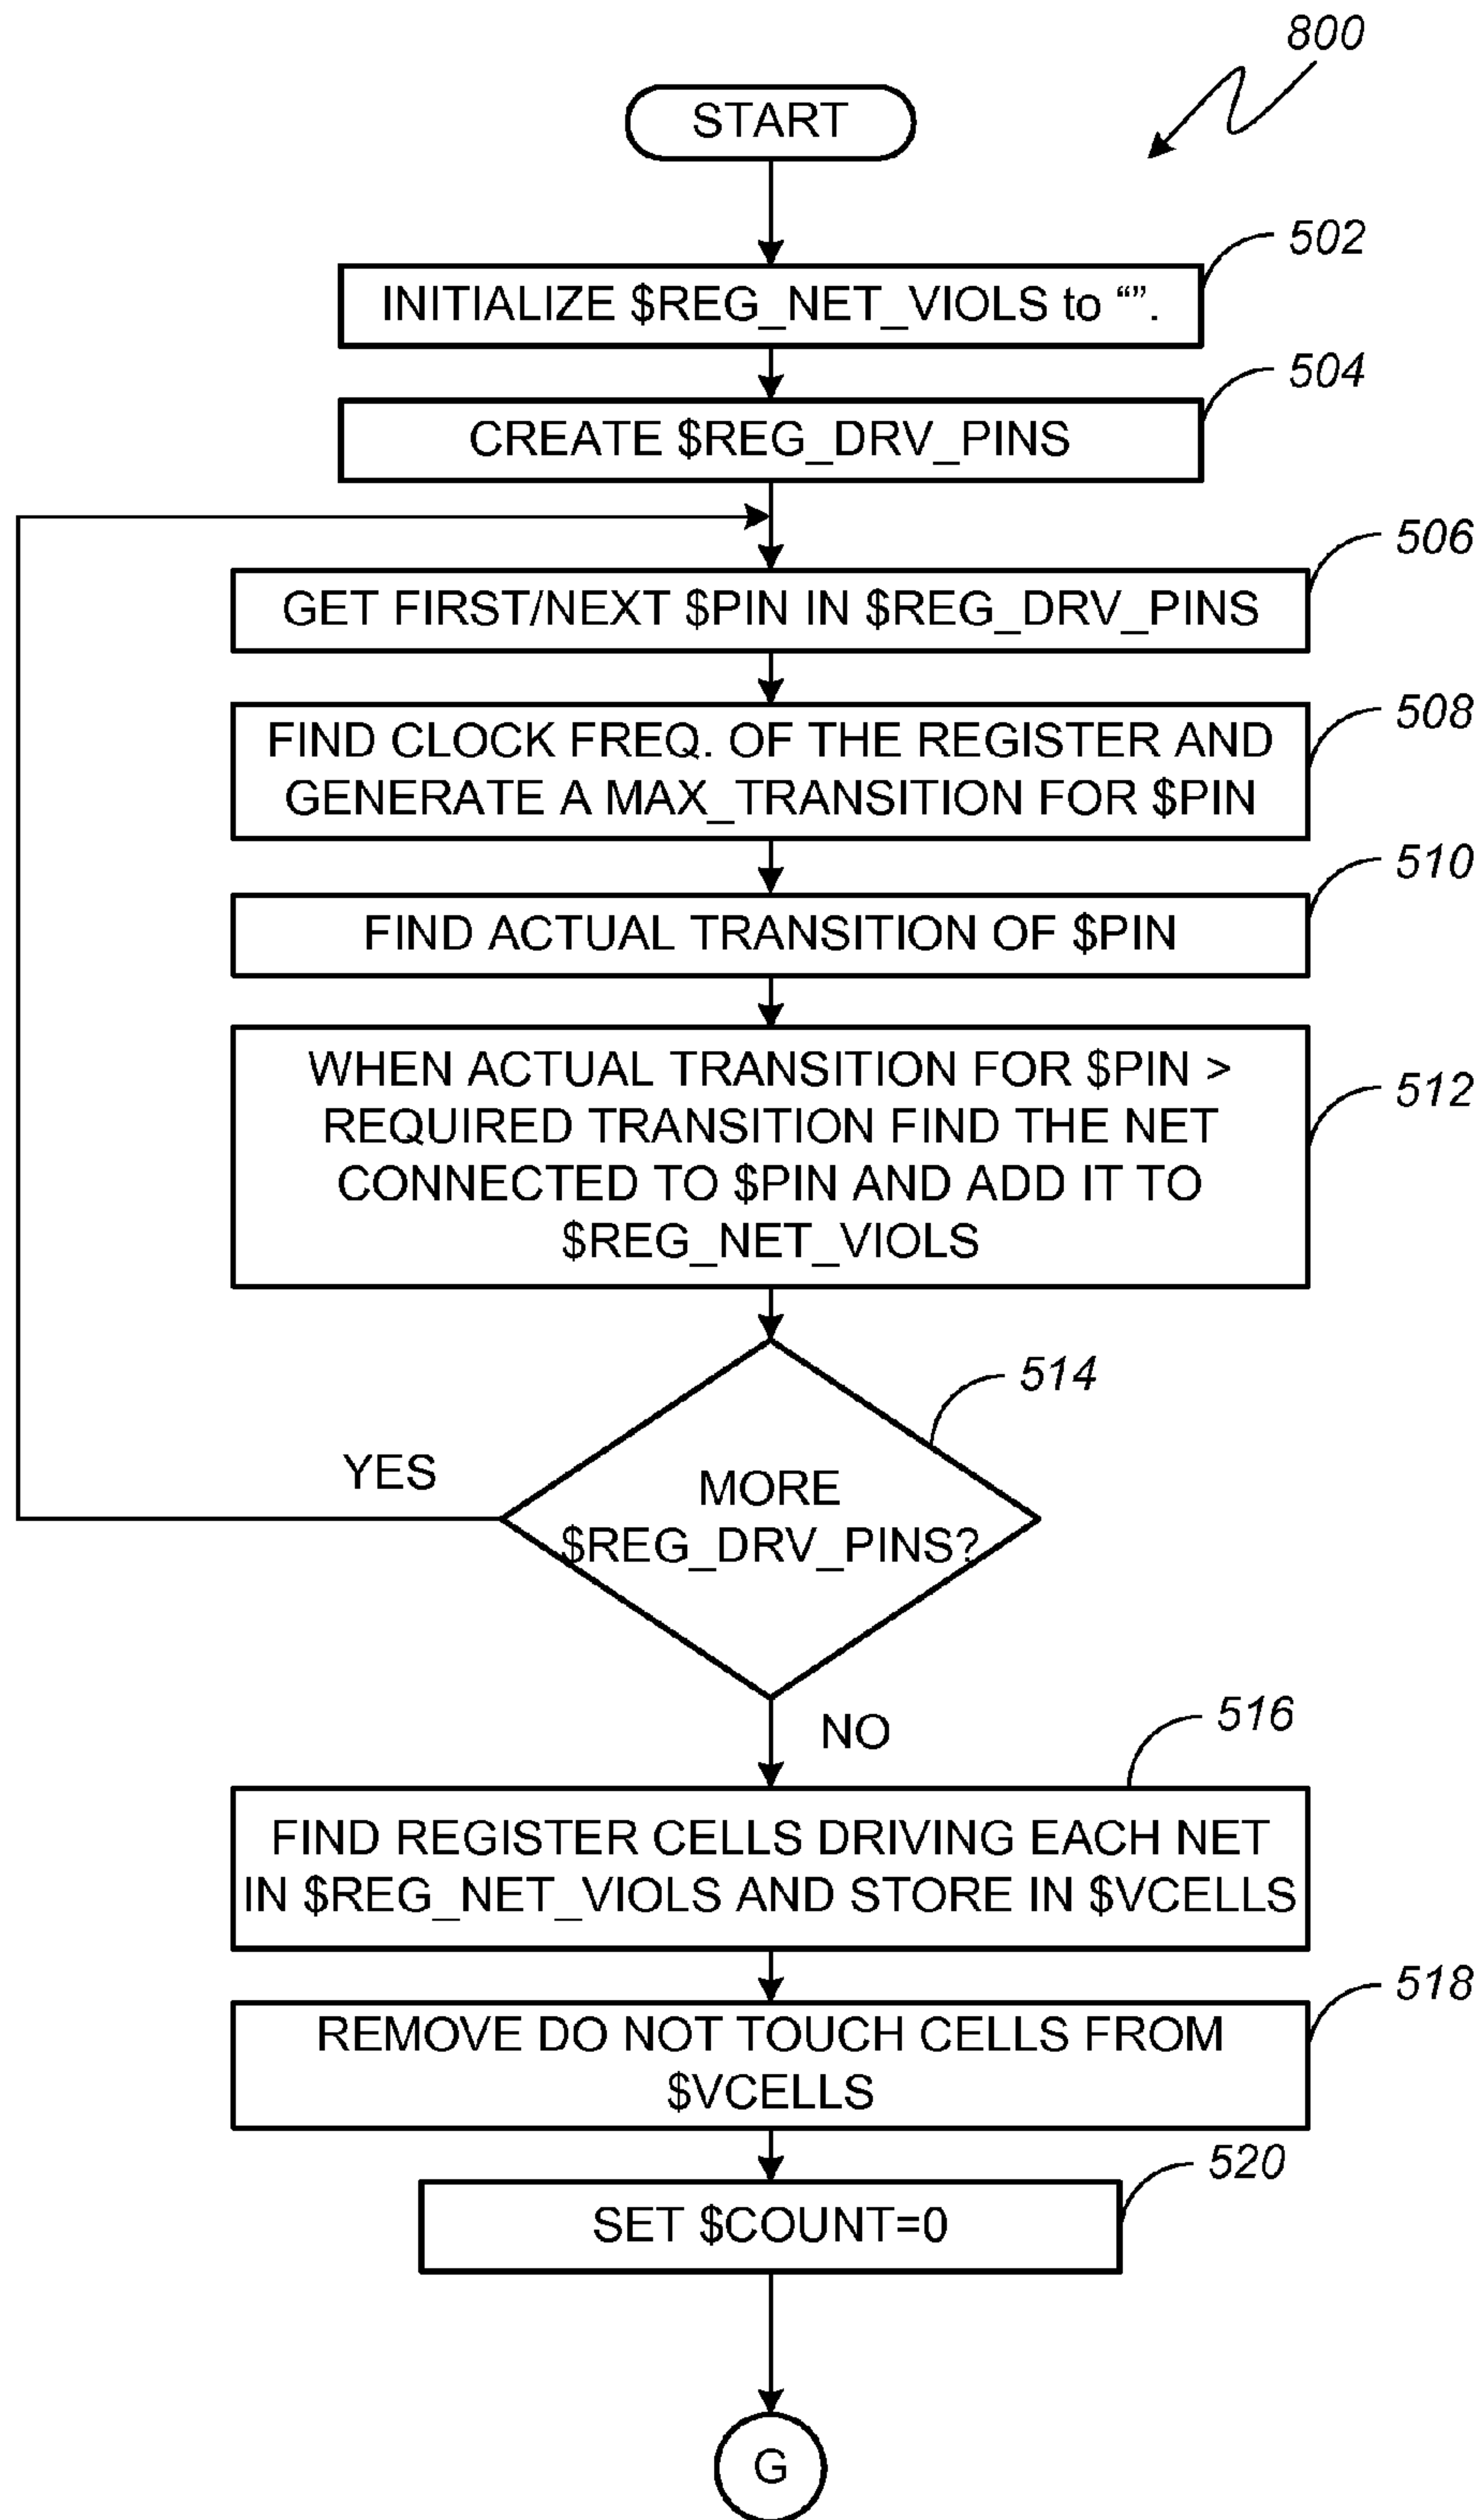 800
START
502
INITIALIZE $REG_NET_VIOLS to “”.
504
CREATE $REG_DRV_PINS
506
GET FIRST/NEXT $PIN IN $REG_DRV_PINS
508
FIND CLOCK FREQ. OF THE REGISTER AND
GENERATE A MAX_TRANSITION FOR $PIN
510
FIND ACTUAL TRANSITION OF $PIN
WHEN ACTUAL TRANSITION FOR $PIN >
512
REQUIRED TRANSITION FIND THE NET
CONNECTED TO $PIN AND ADD IT TO
$REG_NET_VIOLS
514
YES
MORE
$REG_DRV_PINS?
NO
516
FIND REGISTER CELLS DRIVING EACH NET
IN $REG_NET_VIOLS AND STORE IN $VCELLS
518
REMOVE DO NOT TOUCH CELLS FROM
$VCELLS
520
SET $COUNT=0
G